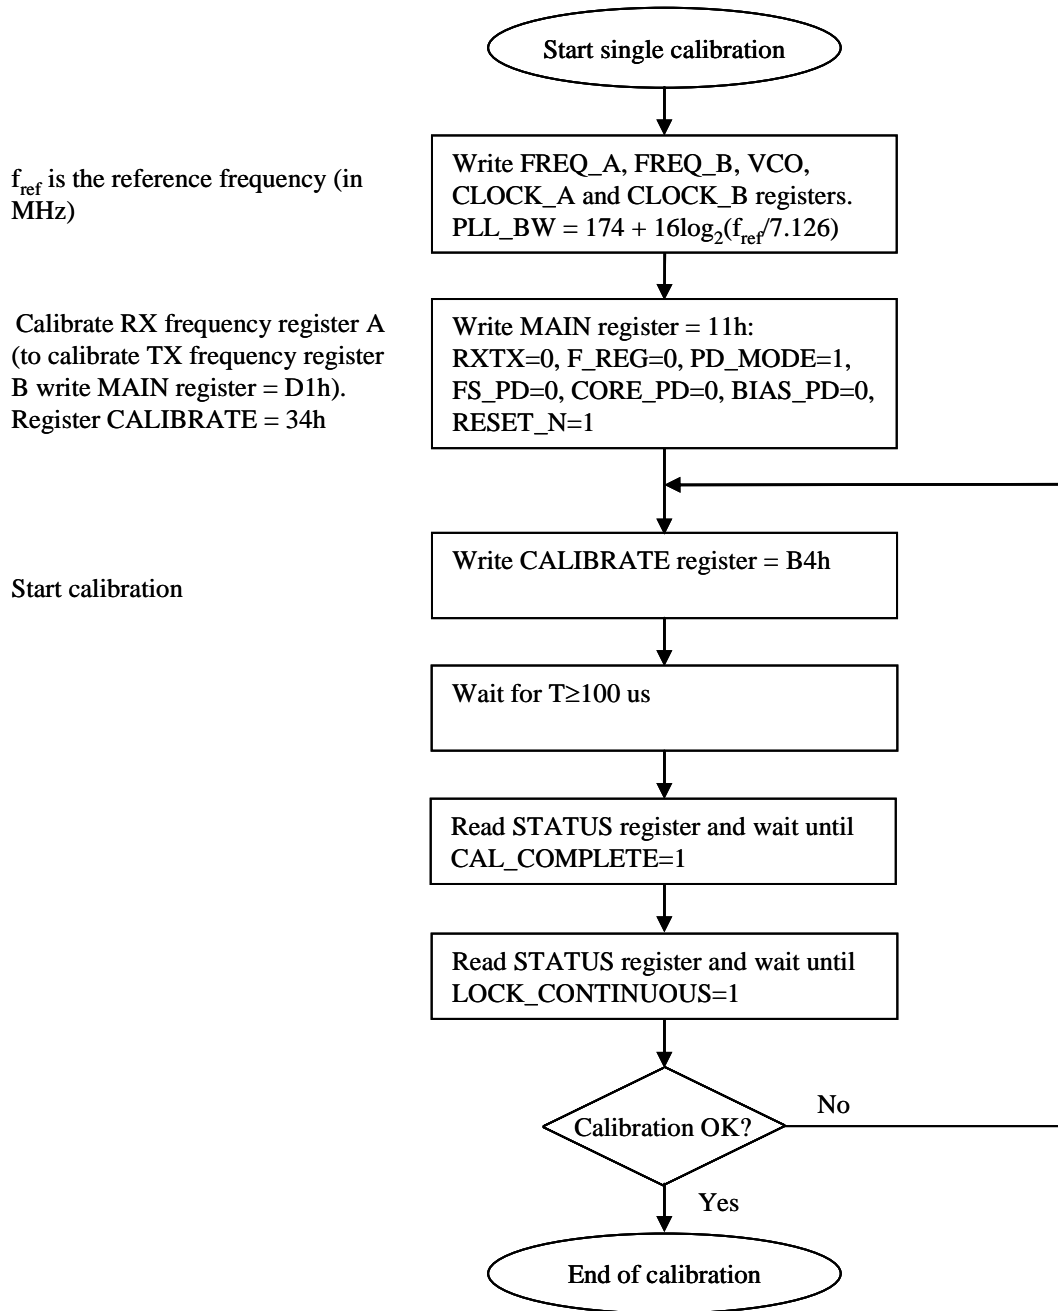 Start single calibration
f_ref is the reference frequency (in
MHz)
Write FREQ_A, FREQ_B, VCO,
CLOCK_A and CLOCK_B registers.
PLL_BW = 174 + 16log₂(f_ref/7.126)
Calibrate RX frequency register A
(to calibrate TX frequency register
B write MAIN register = D1h).
Register CALIBRATE = 34h
Write MAIN register = 11h:
RXTX=0, F_REG=0, PD_MODE=1,
FS_PD=0, CORE_PD=0, BIAS_PD=0,
RESET_N=1
Start calibration
Write CALIBRATE register = B4h
Wait for T≥100 us
Read STATUS register and wait until
CAL_COMPLETE=1
Read STATUS register and wait until
LOCK_CONTINUOUS=1
Calibration OK?
No
Yes
End of calibration